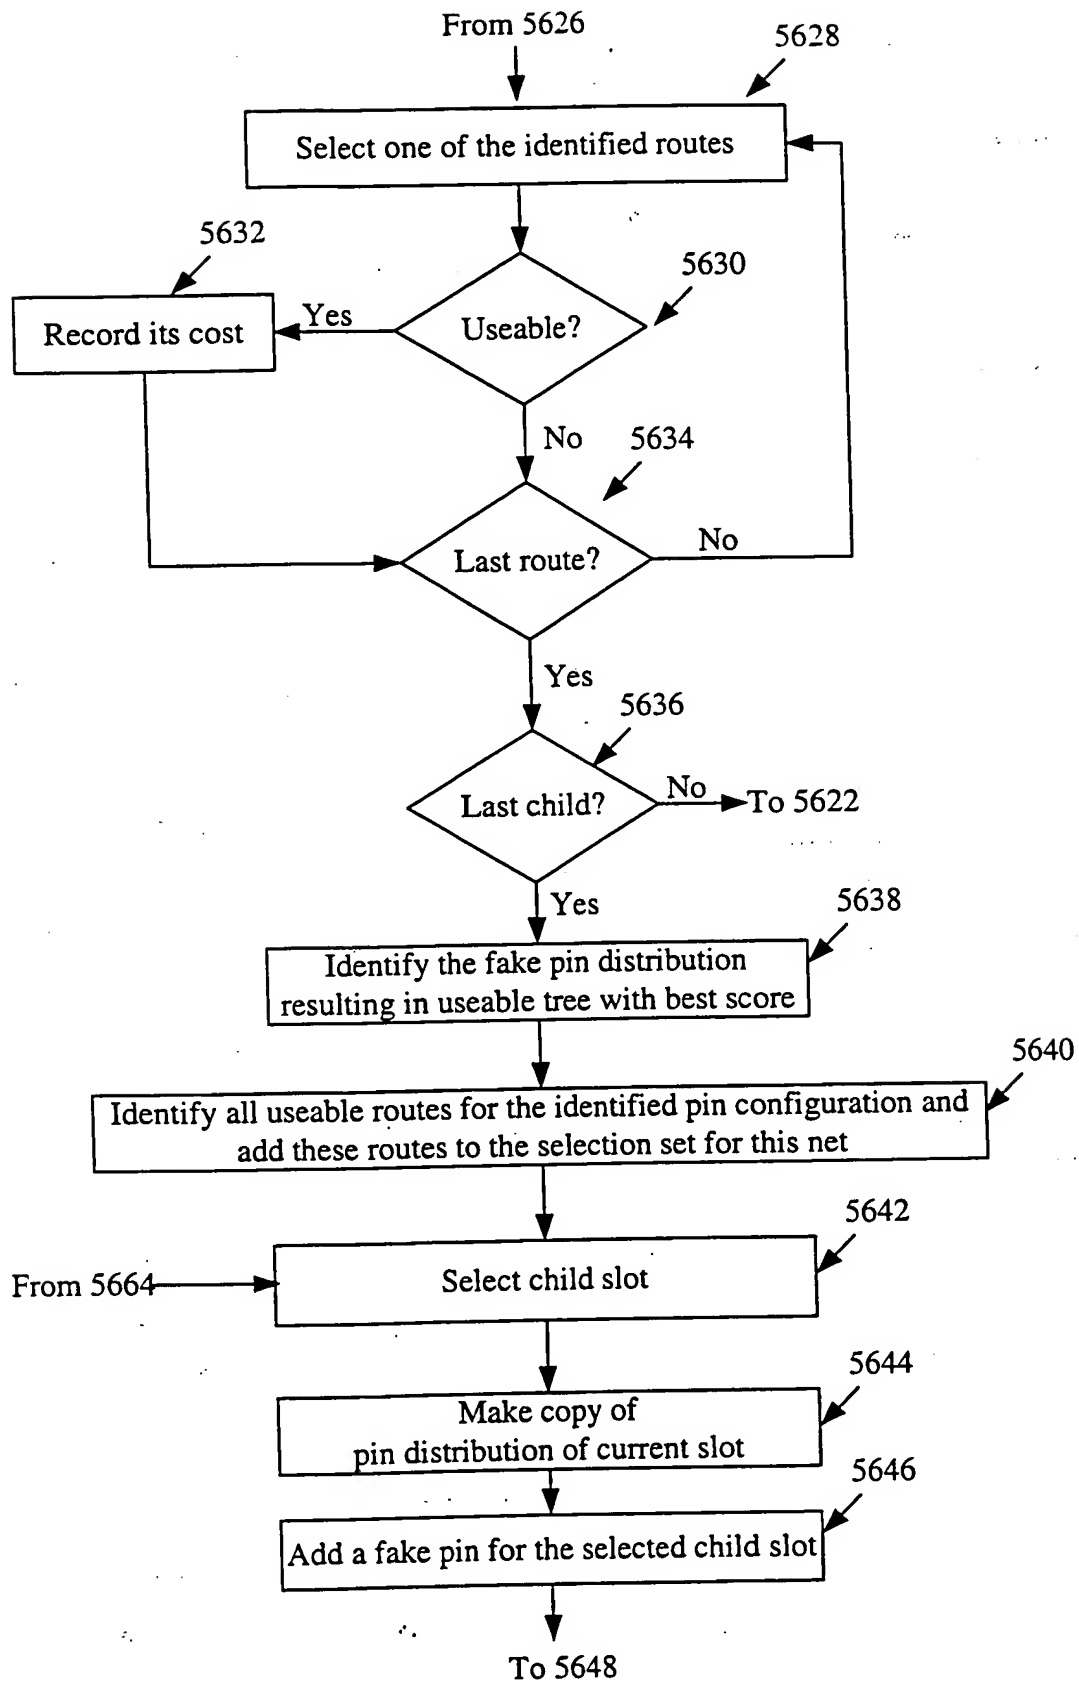 From 5626
5628
Select one of the identified routes
5632
5630
Record its cost
Yes
Useable?
No
5634
Last route?
No
Yes
5636
Last child?
No
To 5622
Yes
5638
Identify the fake pin distribution
resulting in useable tree with best score
5640
Identify all useable routes for the identified pin configuration and
add these routes to the selection set for this net
5642
From 5664
Select child slot
5644
Make copy of
pin distribution of current slot
5646
Add a fake pin for the selected child slot
To 5648